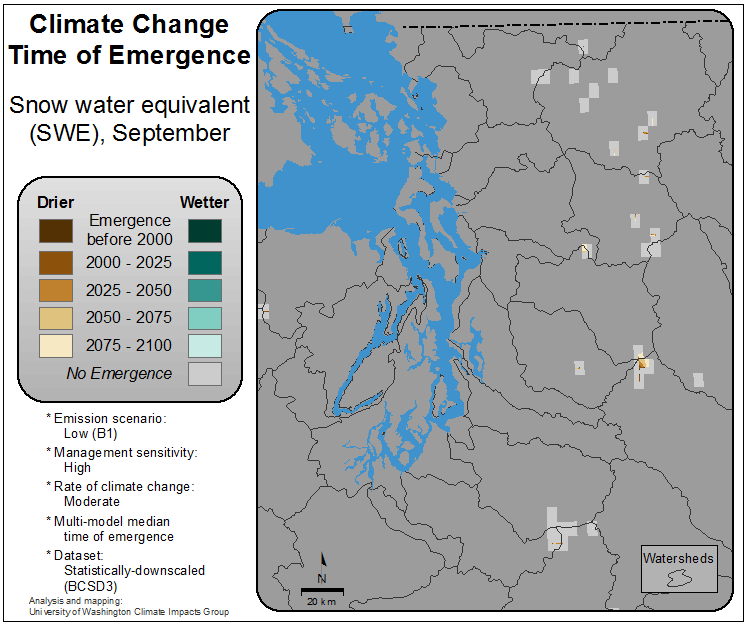 Climate Change
Time of Emergence
Snow water equivalent
(SWE), September
Drier
Wetter
Emergence
before 2000
2000 - 2025
2025 - 2050
2050 - 2075
2075 - 2100
No Emergence
* Emission scenario:
Low (B1)
* Management sensitivity:
High
* Rate of climate change:
Moderate
* Multi-model median
time of emergence
* Dataset:
Statistically-downscaled
(BCSD3)
Analysis and mapping:
University of Washington Climate Impacts Group
N
20 km
Watersheds